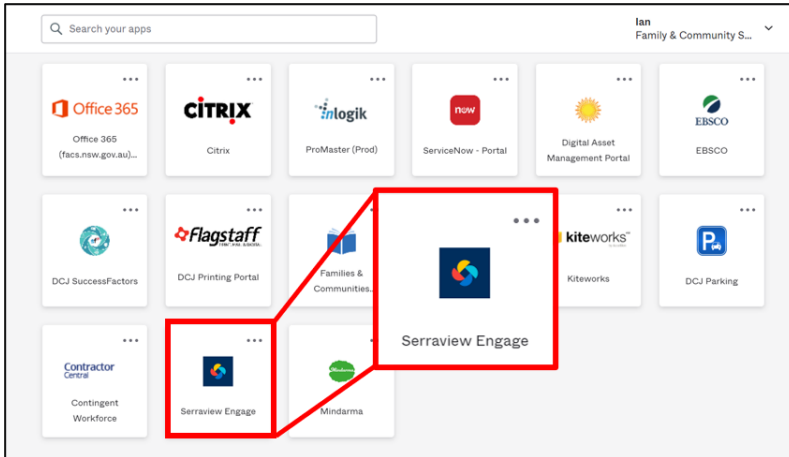 Search your apps
Ian
Family & Community S...
Office 365
CITRIX
inlogik
now
EBSCO
Office 365
(facs.nsw.gov.au)...
Citrix
ProMaster (Prod)
ServiceNow - Portal
Digital Asset
Management Portal
EBSCO
Flagstaff
kiteworks
P
DCJ SuccessFactors
DCJ Printing Portal
Families &
Communities..
Kiteworks
DCJ Parking
Serraview Engage
Contractor
Central
Mindarma
Contingent
Workforce
Serraview Engage
Mindarma